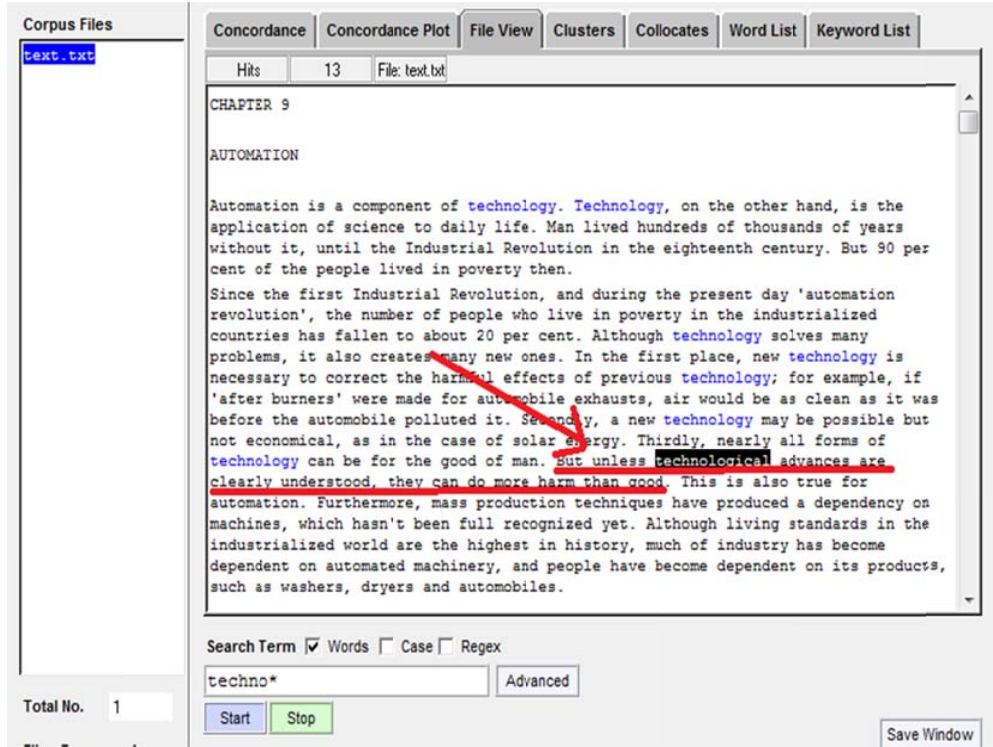 Corpus Files
text.txt
Total No. 1
Concordance Concordance Plot File View Clusters Collocates Word List Keyword List
Hits 13 File: text.txt
CHAPTER 9
AUTOMATION
Automation is a component of technology. Technology, on the other hand, is the
application of science to daily life. Man lived hundreds of thousands of years
without it, until the Industrial Revolution in the eighteenth century. But 90 per
cent of the people lived in poverty then.
Since the first Industrial Revolution, and during the present day 'automation
revolution', the number of people who live in poverty in the industrialized
countries has fallen to about 20 per cent. Although technology solves many
problems, it also creates many new ones. In the first place, new technology is
necessary to correct the harmful effects of previous technology; for example, if
'after burners' were made for automobile exhausts, air would be as clean as it was
before the automobile polluted it. Secondly, a new technology may be possible but
not economical, as in the case of solar energy. Thirdly, nearly all forms of
technology can be for the good of man. But unless technological advances are
clearly understood, they can do more harm than good. This is also true for
automation. Furthermore, mass production techniques have produced a dependency on
machines, which hasn't been full recognized yet. Although living standards in the
industrialized world are the highest in history, much of industry has become
dependent on automated machinery, and people have become dependent on its products,
such as washers, dryers and automobiles.
Search Term Words Case Regex
techno* Advanced
Start Stop
Save Window